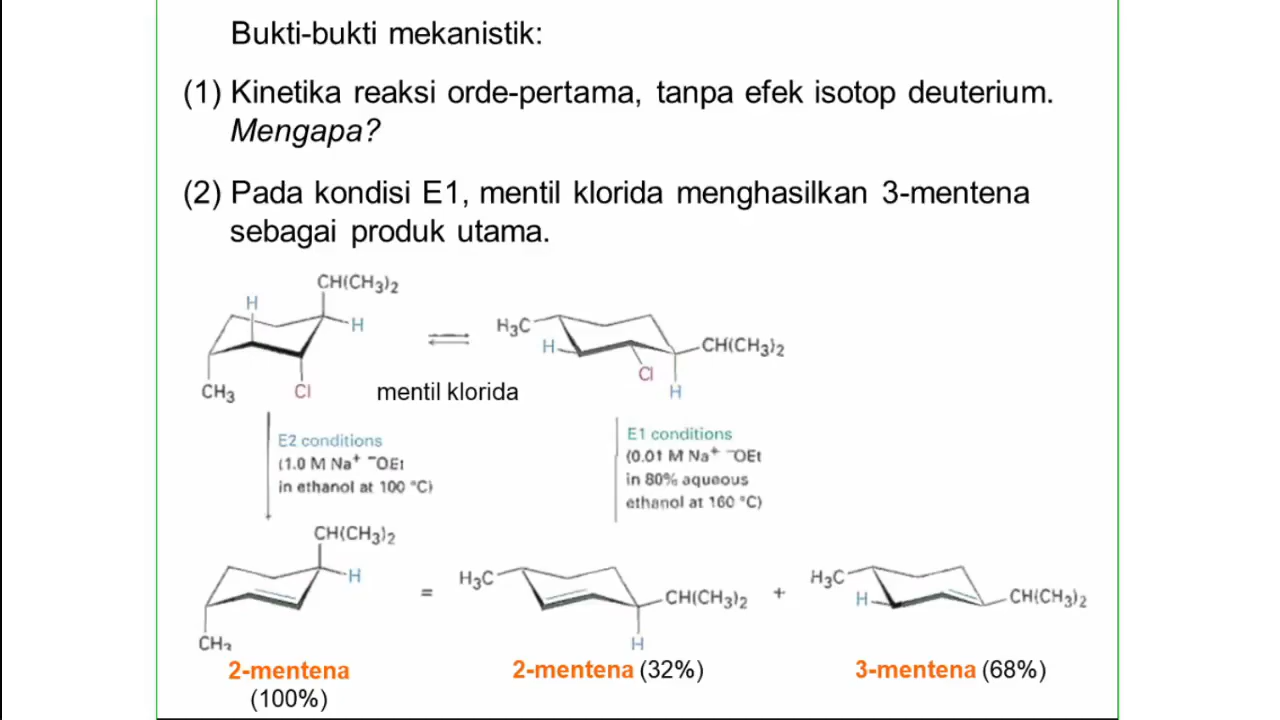 Bukti-bukti mekanistik:
(1) Kinetika reaksi orde-pertama, tanpa efek isotop deuterium.
Mengapa?
(2) Pada kondisi E1, mentil klorida menghasilkan 3-mentena
sebagai produk utama.
CH(CH₃)₂
H
H
CH₃
Cl
mentil klorida
H₃C
H
CH(CH₃)₂
Cl
H
E2 conditions
(1.0 M Na⁺ ⁻OEt
in ethanol at 100 °C)
E1 conditions
(0.01 M Na⁺ ⁻OEt
in 80% aqueous
ethanol at 160 °C)
CH(CH₃)₂
H
CH₃
=
H₃C
CH(CH₃)₂
H
+
H₃C
H
CH(CH₃)₂
2-mentena
(100%)
2-mentena (32%)
3-mentena (68%)